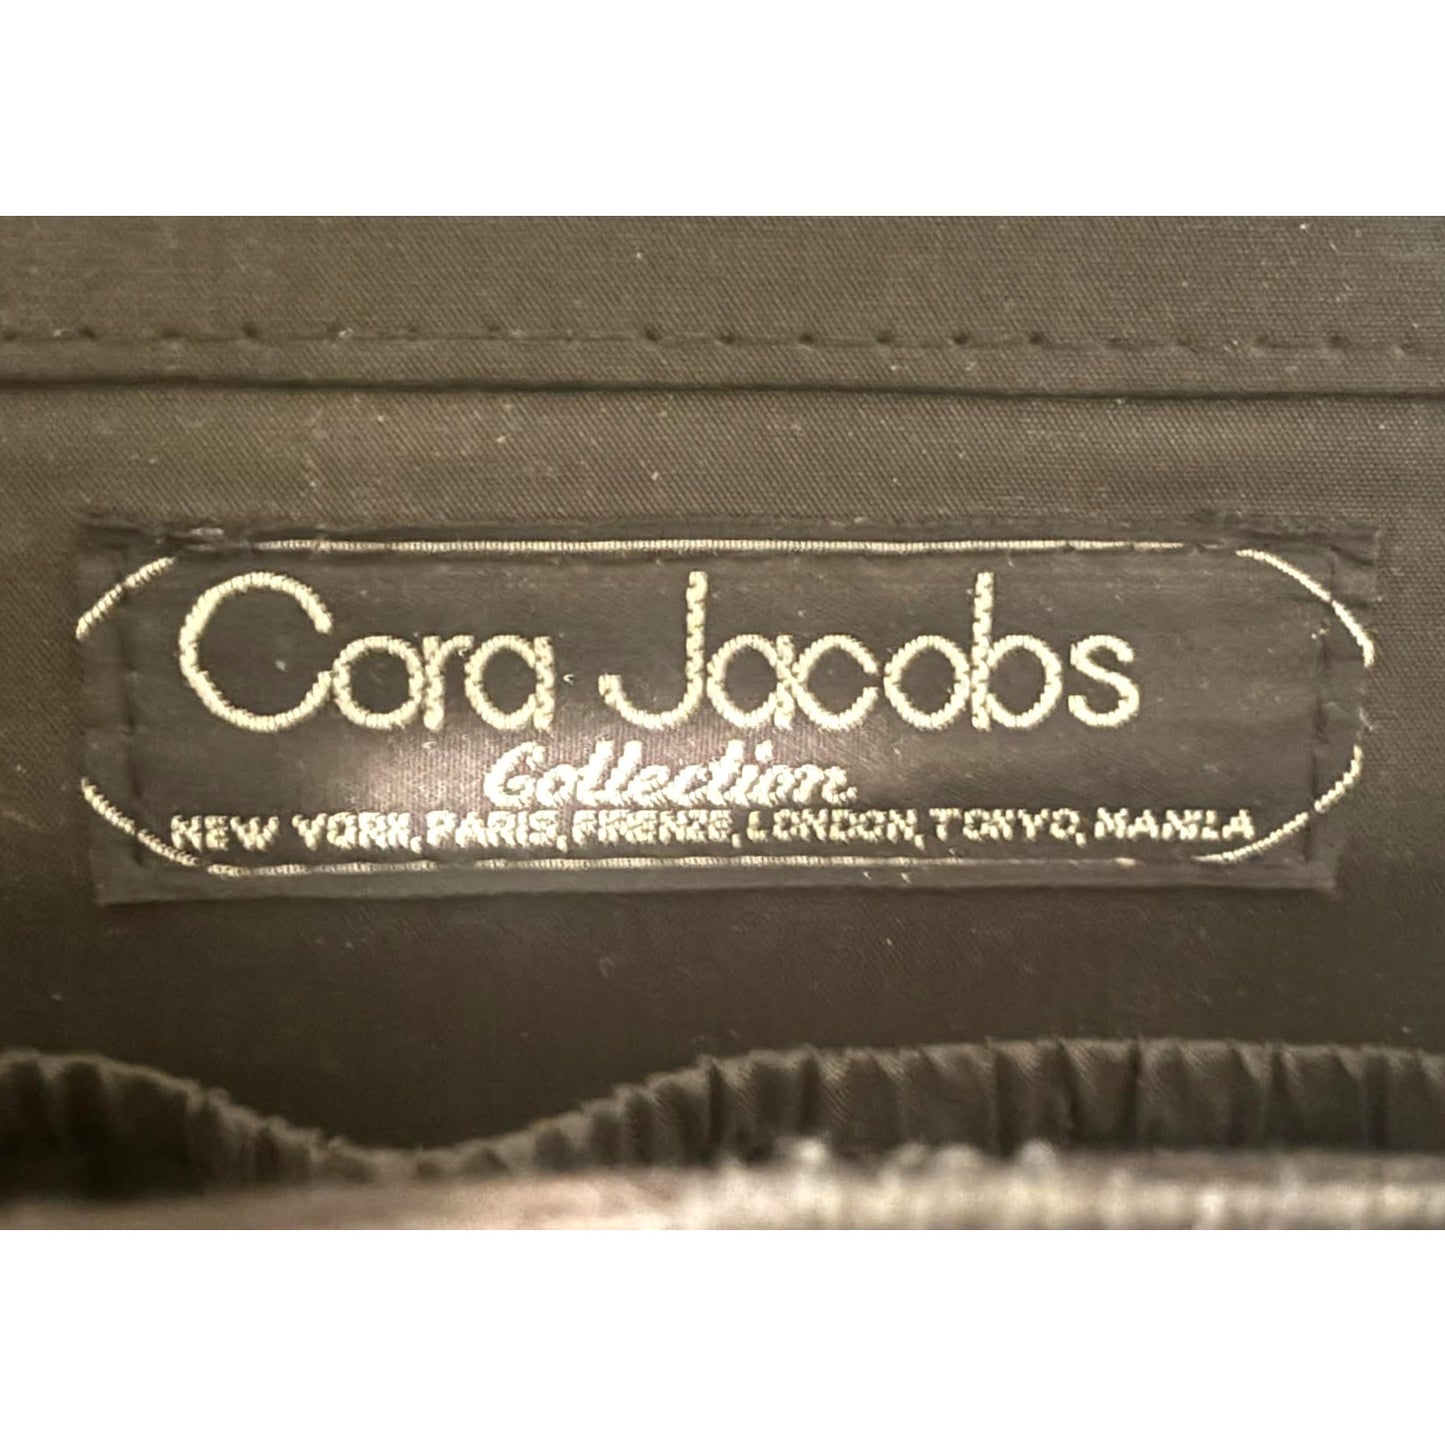 Cora Jacobs
Collection
NEW YORK, PARIS, FIRENZE, LONDON, TOKYO, MANILA